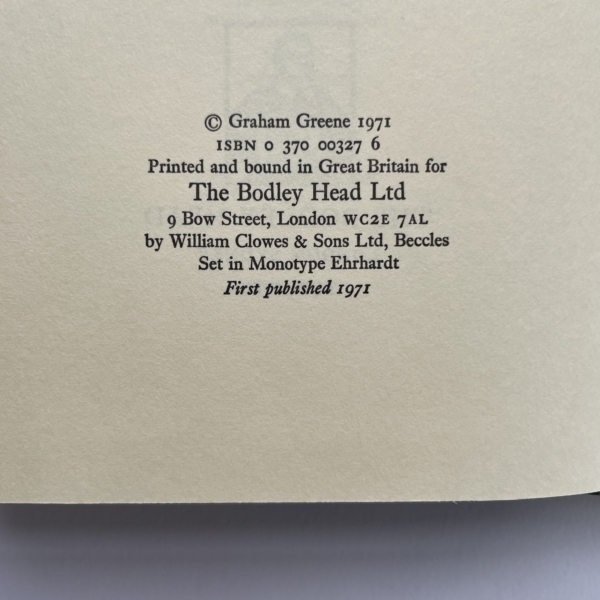 © Graham Greene 1971
ISBN 0 370 00327 6
Printed and bound in Great Britain for
The Bodley Head Ltd
9 Bow Street, London WC2E 7AL
by William Clowes & Sons Ltd, Beccles
Set in Monotype Ehrhardt
First published 1971